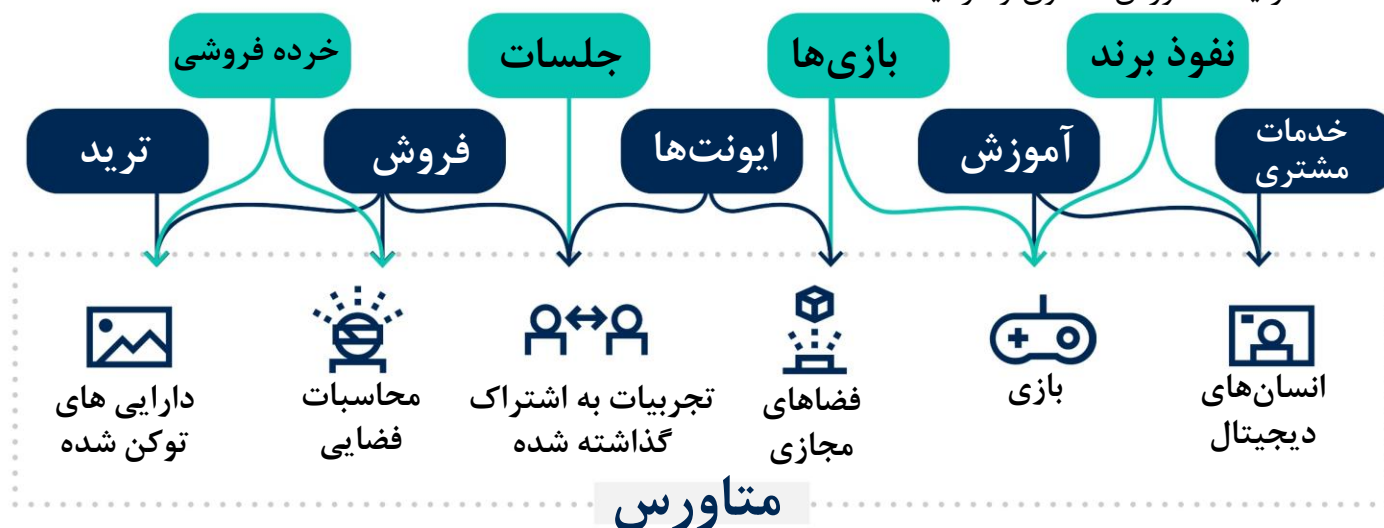 نفوذ برند
بازی‌ها
جلسات
خرده فروشی
خدمات
مشتری
آموزش
ایونت‌ها
فروش
ترید
انسان‌های
دیجیتال
بازی
فضاهای
مجازی
تجربیات به اشتراک
گذاشته شده
محاسبات
فضایی
دارایی های
توکن شده
متاورس